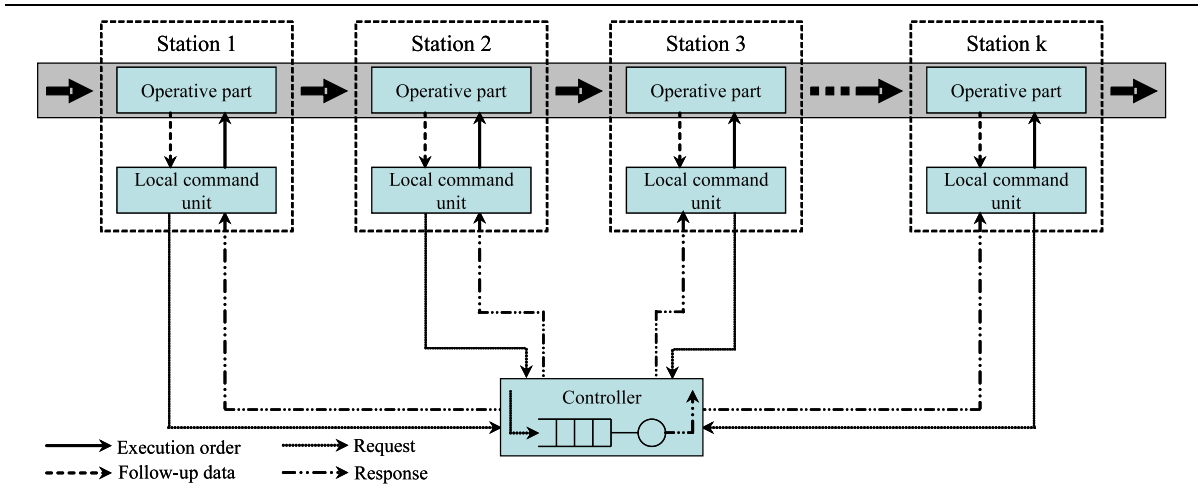 Station 1
Station 2
Station 3
Station k
Operative part
Operative part
Operative part
Operative part
Local command
unit
Local command
unit
Local command
unit
Local command
unit
Controller
Execution order
Request
Follow-up data
Response